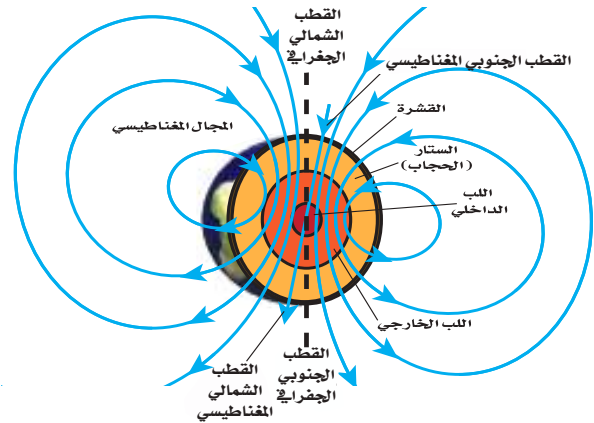 القطب
الشمالي
الجغرافي
القطب الجنوبي المغناطيسي
القشرة
المجال المغناطيسي
الستار
(الحجاب)
اللب
الداخلي
اللب الخارجي
القطب
الجنوبي
الجغرافي
القطب
الشمالي
المغناطيسي